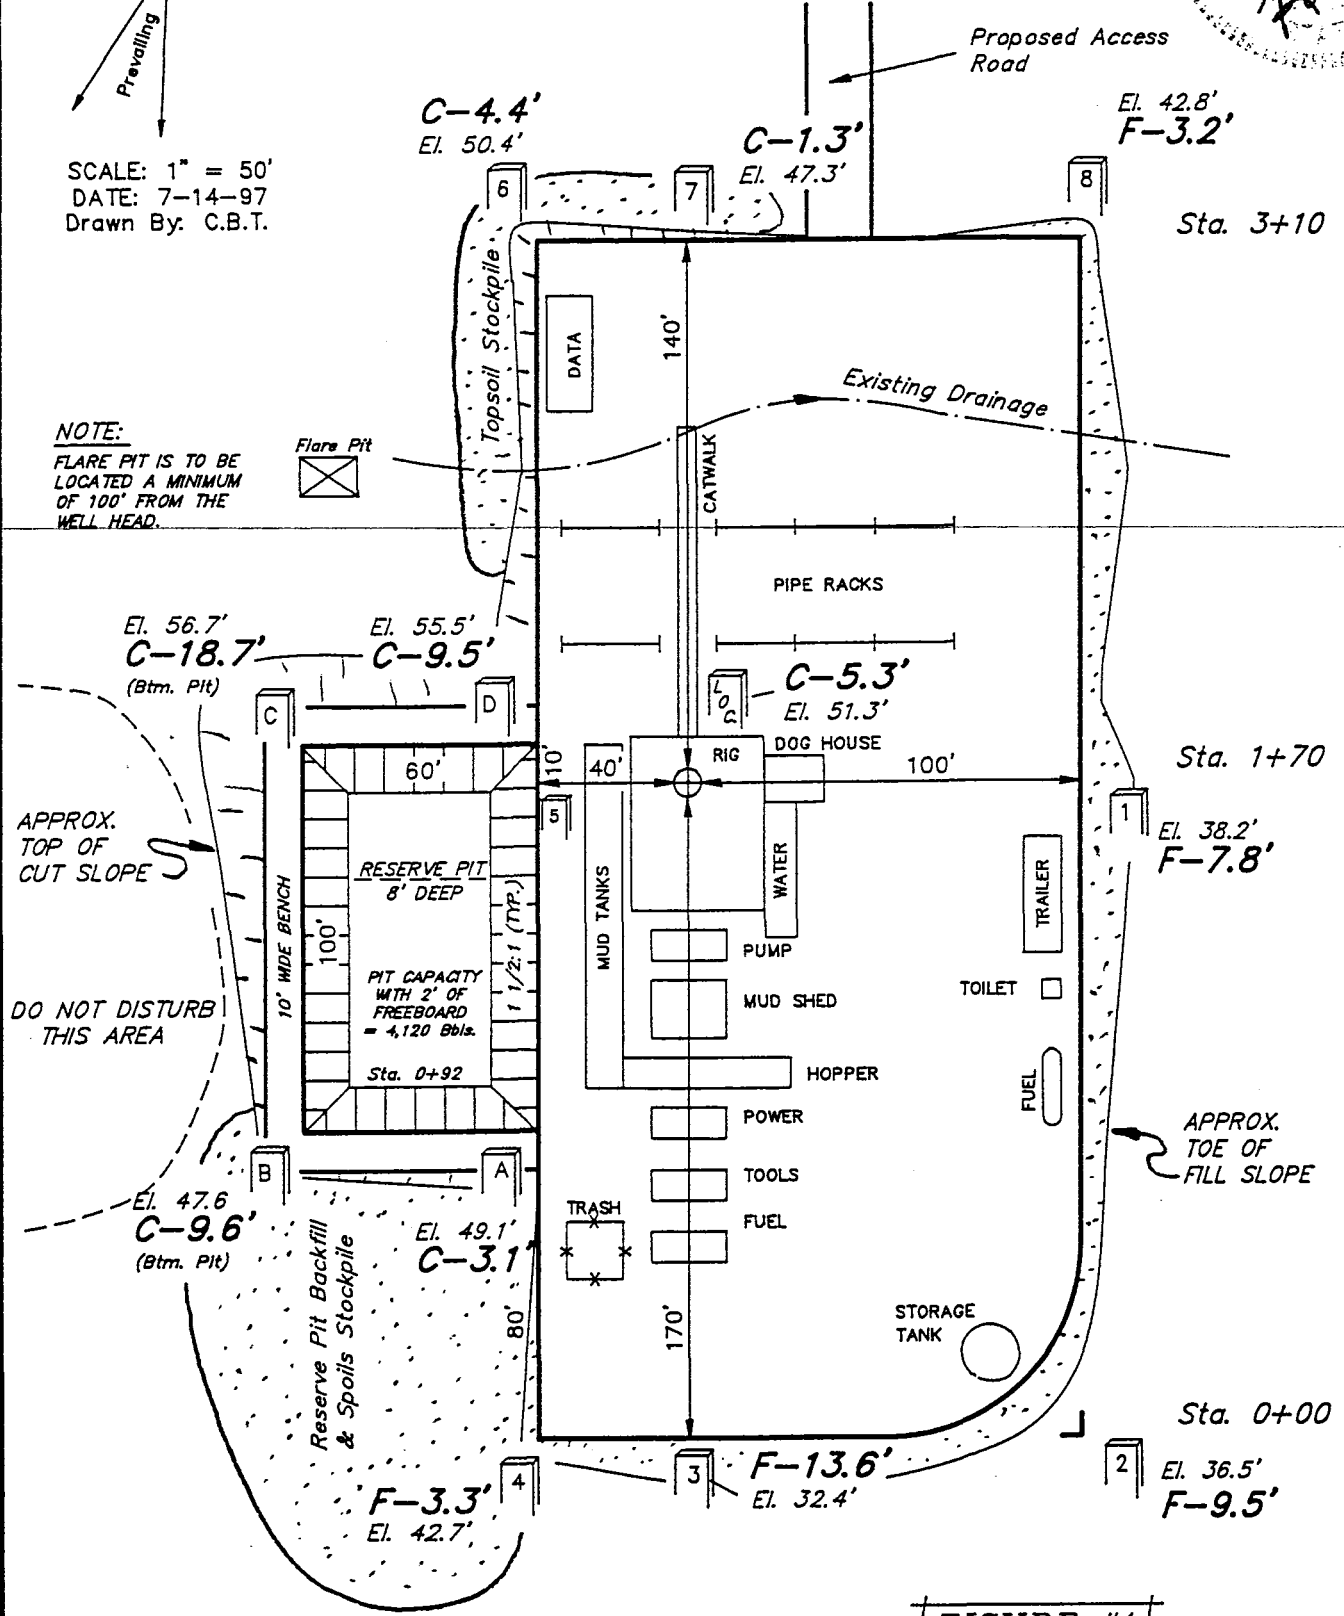 Prevailing
Proposed Access
Road
SCALE: 1" = 50'
DATE: 7-14-97
Drawn By: C.B.T.
C-4.4'
El. 50.4'
C-1.3'
El. 47.3'
El. 42.8'
F-3.2'
6
7
8
Sta. 3+10
Topsoil Stockpile
DATA
140'
Existing Drainage
NOTE:
FLARE PIT IS TO BE
LOCATED A MINIMUM
OF 100' FROM THE
WELL HEAD.
Flare Pit
CATWALK
PIPE RACKS
El. 56.7'
C-18.7'
(Btm. Pit)
El. 55.5'
C-9.5'
C
D
LOC.
C-5.3'
El. 51.3'
RIG
DOG HOUSE
60'
10'
40'
100'
Sta. 1+70
5
1
El. 38.2'
F-7.8'
APPROX.
TOP OF
CUT SLOPE
10' WIDE BENCH
100'
RESERVE PIT
8' DEEP
PIT CAPACITY
WITH 2' OF
FREEBOARD
= 4,120 Bbls.
Sta. 0+92
1 1/2:1 (TYP.)
MUD TANKS
WATER
TRAILER
PUMP
MUD SHED
TOILET
HOPPER
FUEL
DO NOT DISTURB
THIS AREA
POWER
TOOLS
FUEL
APPROX.
TOE OF
FILL SLOPE
B
A
El. 47.6
C-9.6'
(Btm. Pit)
El. 49.1'
C-3.1'
TRASH
Reserve Pit Backfill
& Spoils Stockpile
80'
170'
STORAGE
TANK
Sta. 0+00
4
3
2
F-3.3'
El. 42.7'
F-13.6'
El. 32.4'
El. 36.5'
F-9.5'